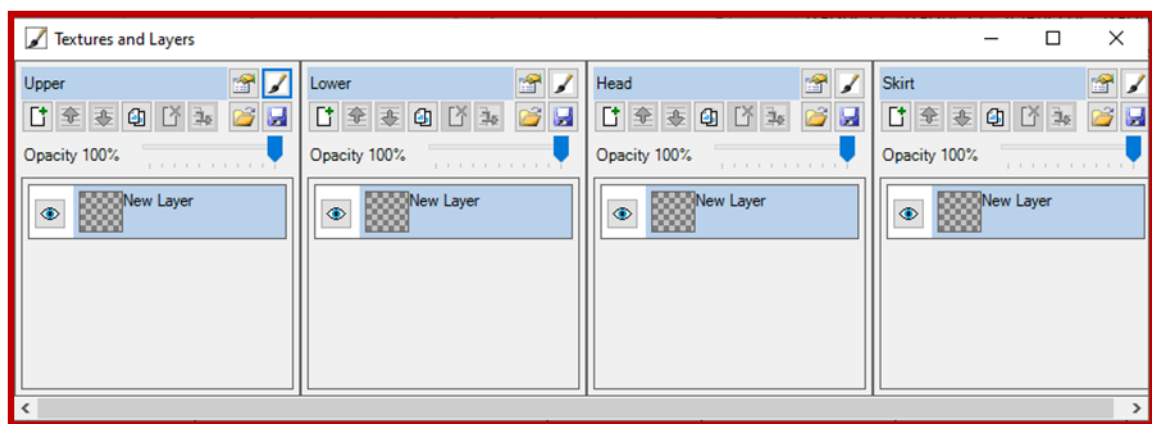 Textures and Layers
Upper
Opacity 100%
New Layer
Lower
Opacity 100%
New Layer
Head
Opacity 100%
New Layer
Skirt
Opacity 100%
New Layer